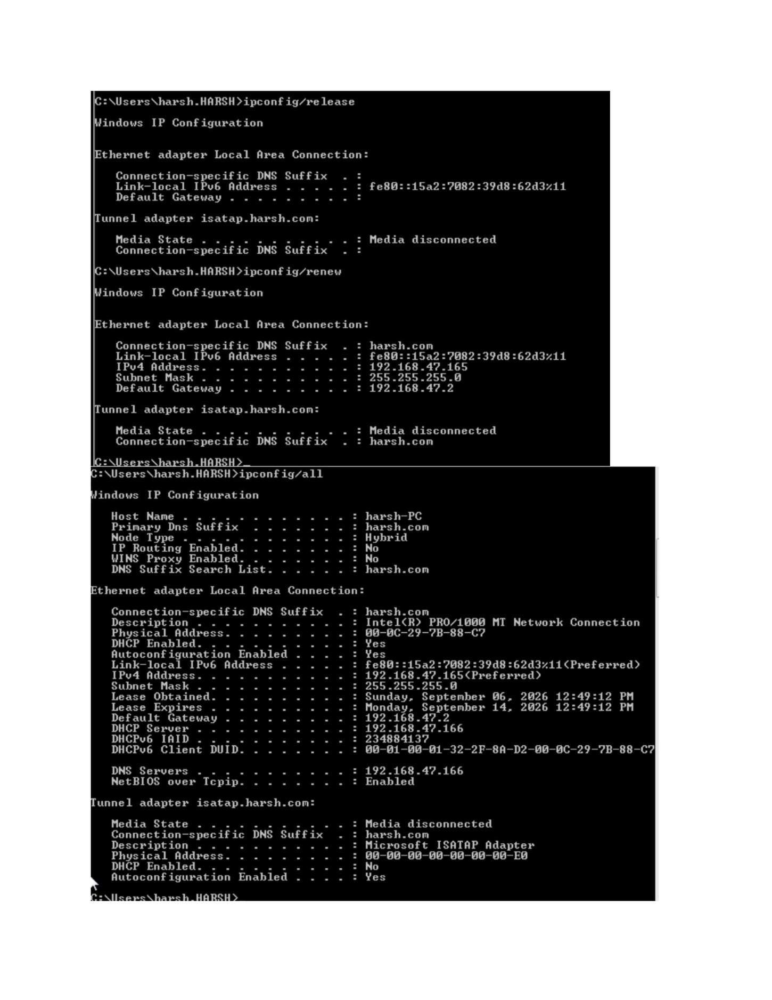 C:\Users\harsh.HARSH>ipconfig/release
Windows IP Configuration
Ethernet adapter Local Area Connection:
Connection-specific DNS Suffix  . :
Link-local IPv6 Address . . . . . : fe80::15a2:7082:39d8:62d3%11
Default Gateway . . . . . . . . . :
Tunnel adapter isatap.harsh.com:
Media State . . . . . . . . . . . : Media disconnected
Connection-specific DNS Suffix  . :
C:\Users\harsh.HARSH>ipconfig/renew
Windows IP Configuration
Ethernet adapter Local Area Connection:
Connection-specific DNS Suffix  . : harsh.com
Link-local IPv6 Address . . . . . : fe80::15a2:7082:39d8:62d3%11
IPv4 Address. . . . . . . . . . . : 192.168.47.165
Subnet Mask . . . . . . . . . . . : 255.255.255.0
Default Gateway . . . . . . . . . : 192.168.47.2
Tunnel adapter isatap.harsh.com:
Media State . . . . . . . . . . . : Media disconnected
Connection-specific DNS Suffix  . : harsh.com
C:\Users\harsh.HARSH>_
C:\Users\harsh.HARSH>ipconfig/all
Windows IP Configuration
Host Name . . . . . . . . . . . . : harsh-PC
Primary Dns Suffix  . . . . . . . : harsh.com
Node Type . . . . . . . . . . . . : Hybrid
IP Routing Enabled. . . . . . . . : No
WINS Proxy Enabled. . . . . . . . : No
DNS Suffix Search List. . . . . . : harsh.com
Ethernet adapter Local Area Connection:
Connection-specific DNS Suffix  . : harsh.com
Description . . . . . . . . . . . : Intel(R) PRO/1000 MT Network Connection
Physical Address. . . . . . . . . : 00-0C-29-7B-88-C7
DHCP Enabled. . . . . . . . . . . : Yes
Autoconfiguration Enabled . . . . : Yes
Link-local IPv6 Address . . . . . : fe80::15a2:7082:39d8:62d3%11(Preferred)
IPv4 Address. . . . . . . . . . . : 192.168.47.165(Preferred)
Subnet Mask . . . . . . . . . . . : 255.255.255.0
Lease Obtained. . . . . . . . . . : Sunday, September 06, 2026 12:49:12 PM
Lease Expires . . . . . . . . . . : Monday, September 14, 2026 12:49:12 PM
Default Gateway . . . . . . . . . : 192.168.47.2
DHCP Server . . . . . . . . . . . : 192.168.47.166
DHCPv6 IAID . . . . . . . . . . . : 234884137
DHCPv6 Client DUID. . . . . . . . : 00-01-00-01-32-2F-8A-D2-00-0C-29-7B-88-C7
DNS Servers . . . . . . . . . . . : 192.168.47.166
NetBIOS over Tcpip. . . . . . . . : Enabled
Tunnel adapter isatap.harsh.com:
Media State . . . . . . . . . . . : Media disconnected
Connection-specific DNS Suffix  . : harsh.com
Description . . . . . . . . . . . : Microsoft ISATAP Adapter
Physical Address. . . . . . . . . : 00-00-00-00-00-00-00-E0
DHCP Enabled. . . . . . . . . . . : No
Autoconfiguration Enabled . . . . : Yes
C:\Users\harsh.HARSH>